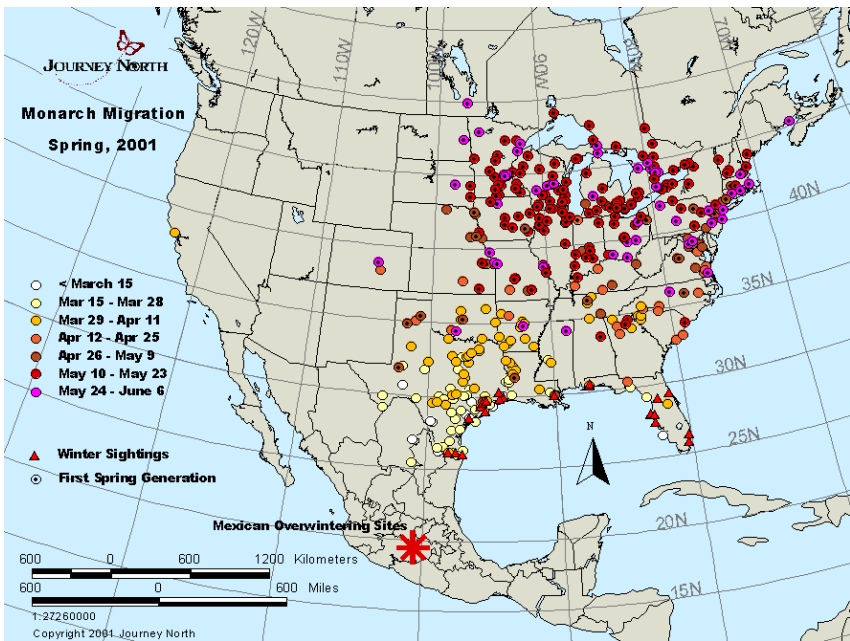 120W
110W
100W
90W
80W
70W
JOURNEY NORTH
Monarch Migration
Spring, 2001
40N
35N
< March 15
Mar 15 - Mar 28
Mar 29 - Apr 11
Apr 12 - Apr 25
Apr 26 - May 9
May 10 - May 23
May 24 - June 6
30N
N
25N
Winter Sightings
First Spring Generation
Mexican Overwintering Sites
20N
600 0 600 1200 Kilometers
600 0 600 Miles
15N
1:27260000
Copyright 2001 Journey North